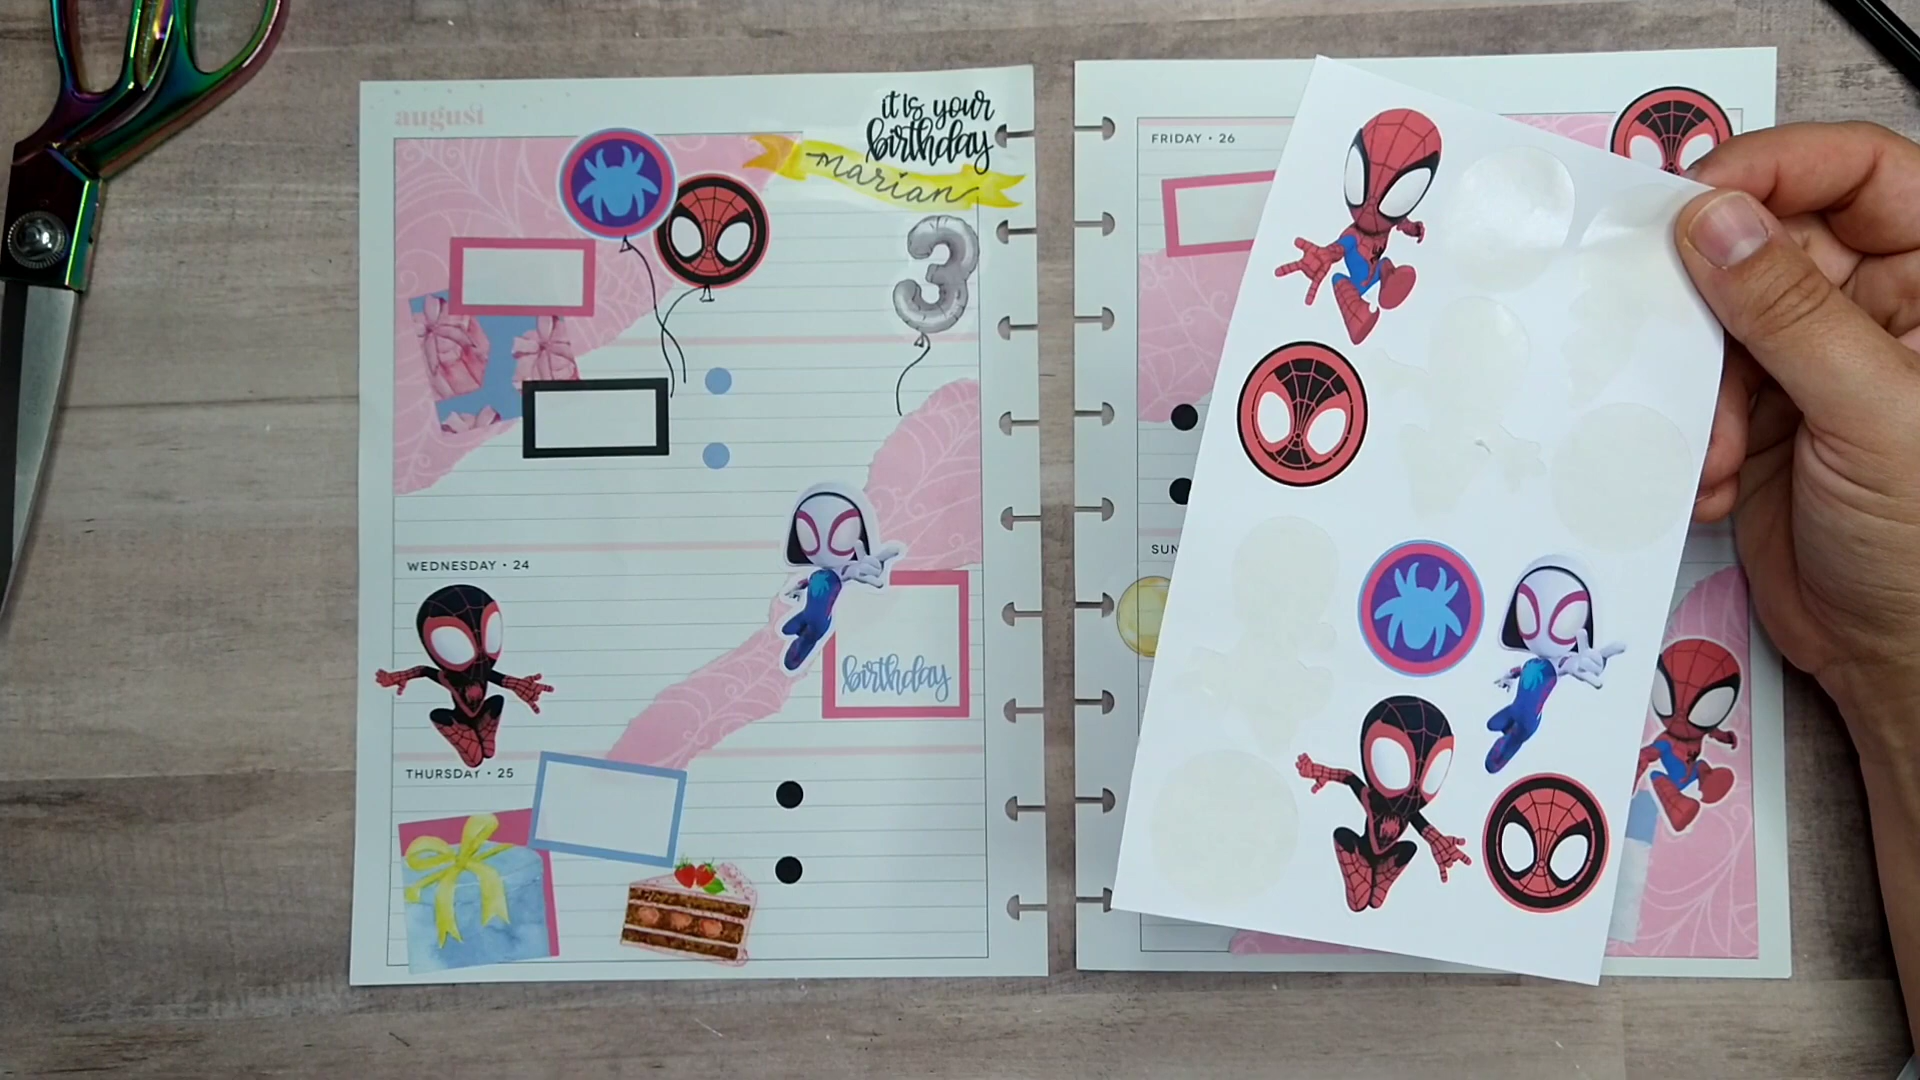 august
it is your
birthday
marian
3
WEDNESDAY • 24
birthday
THURSDAY • 25
FRIDAY • 26
SUN